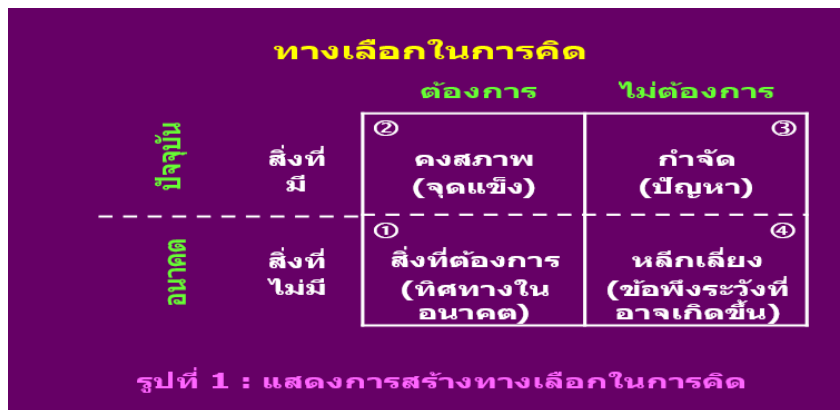 ทางเลือกในการคิด
ต้องการ ไม่ต้องการ
ปัจจุบัน
สิ่งที่
มี
②
คงสภาพ
(จุดแข็ง)
③
กำจัด
(ปัญหา)
อนาคต
สิ่งที่
ไม่มี
①
สิ่งที่ต้องการ
(ทิศทางใน
อนาคต)
④
หลีกเลี่ยง
(ข้อพึงระวังที่
อาจเกิดขึ้น)
รูปที่ 1 : แสดงการสร้างทางเลือกในการคิด